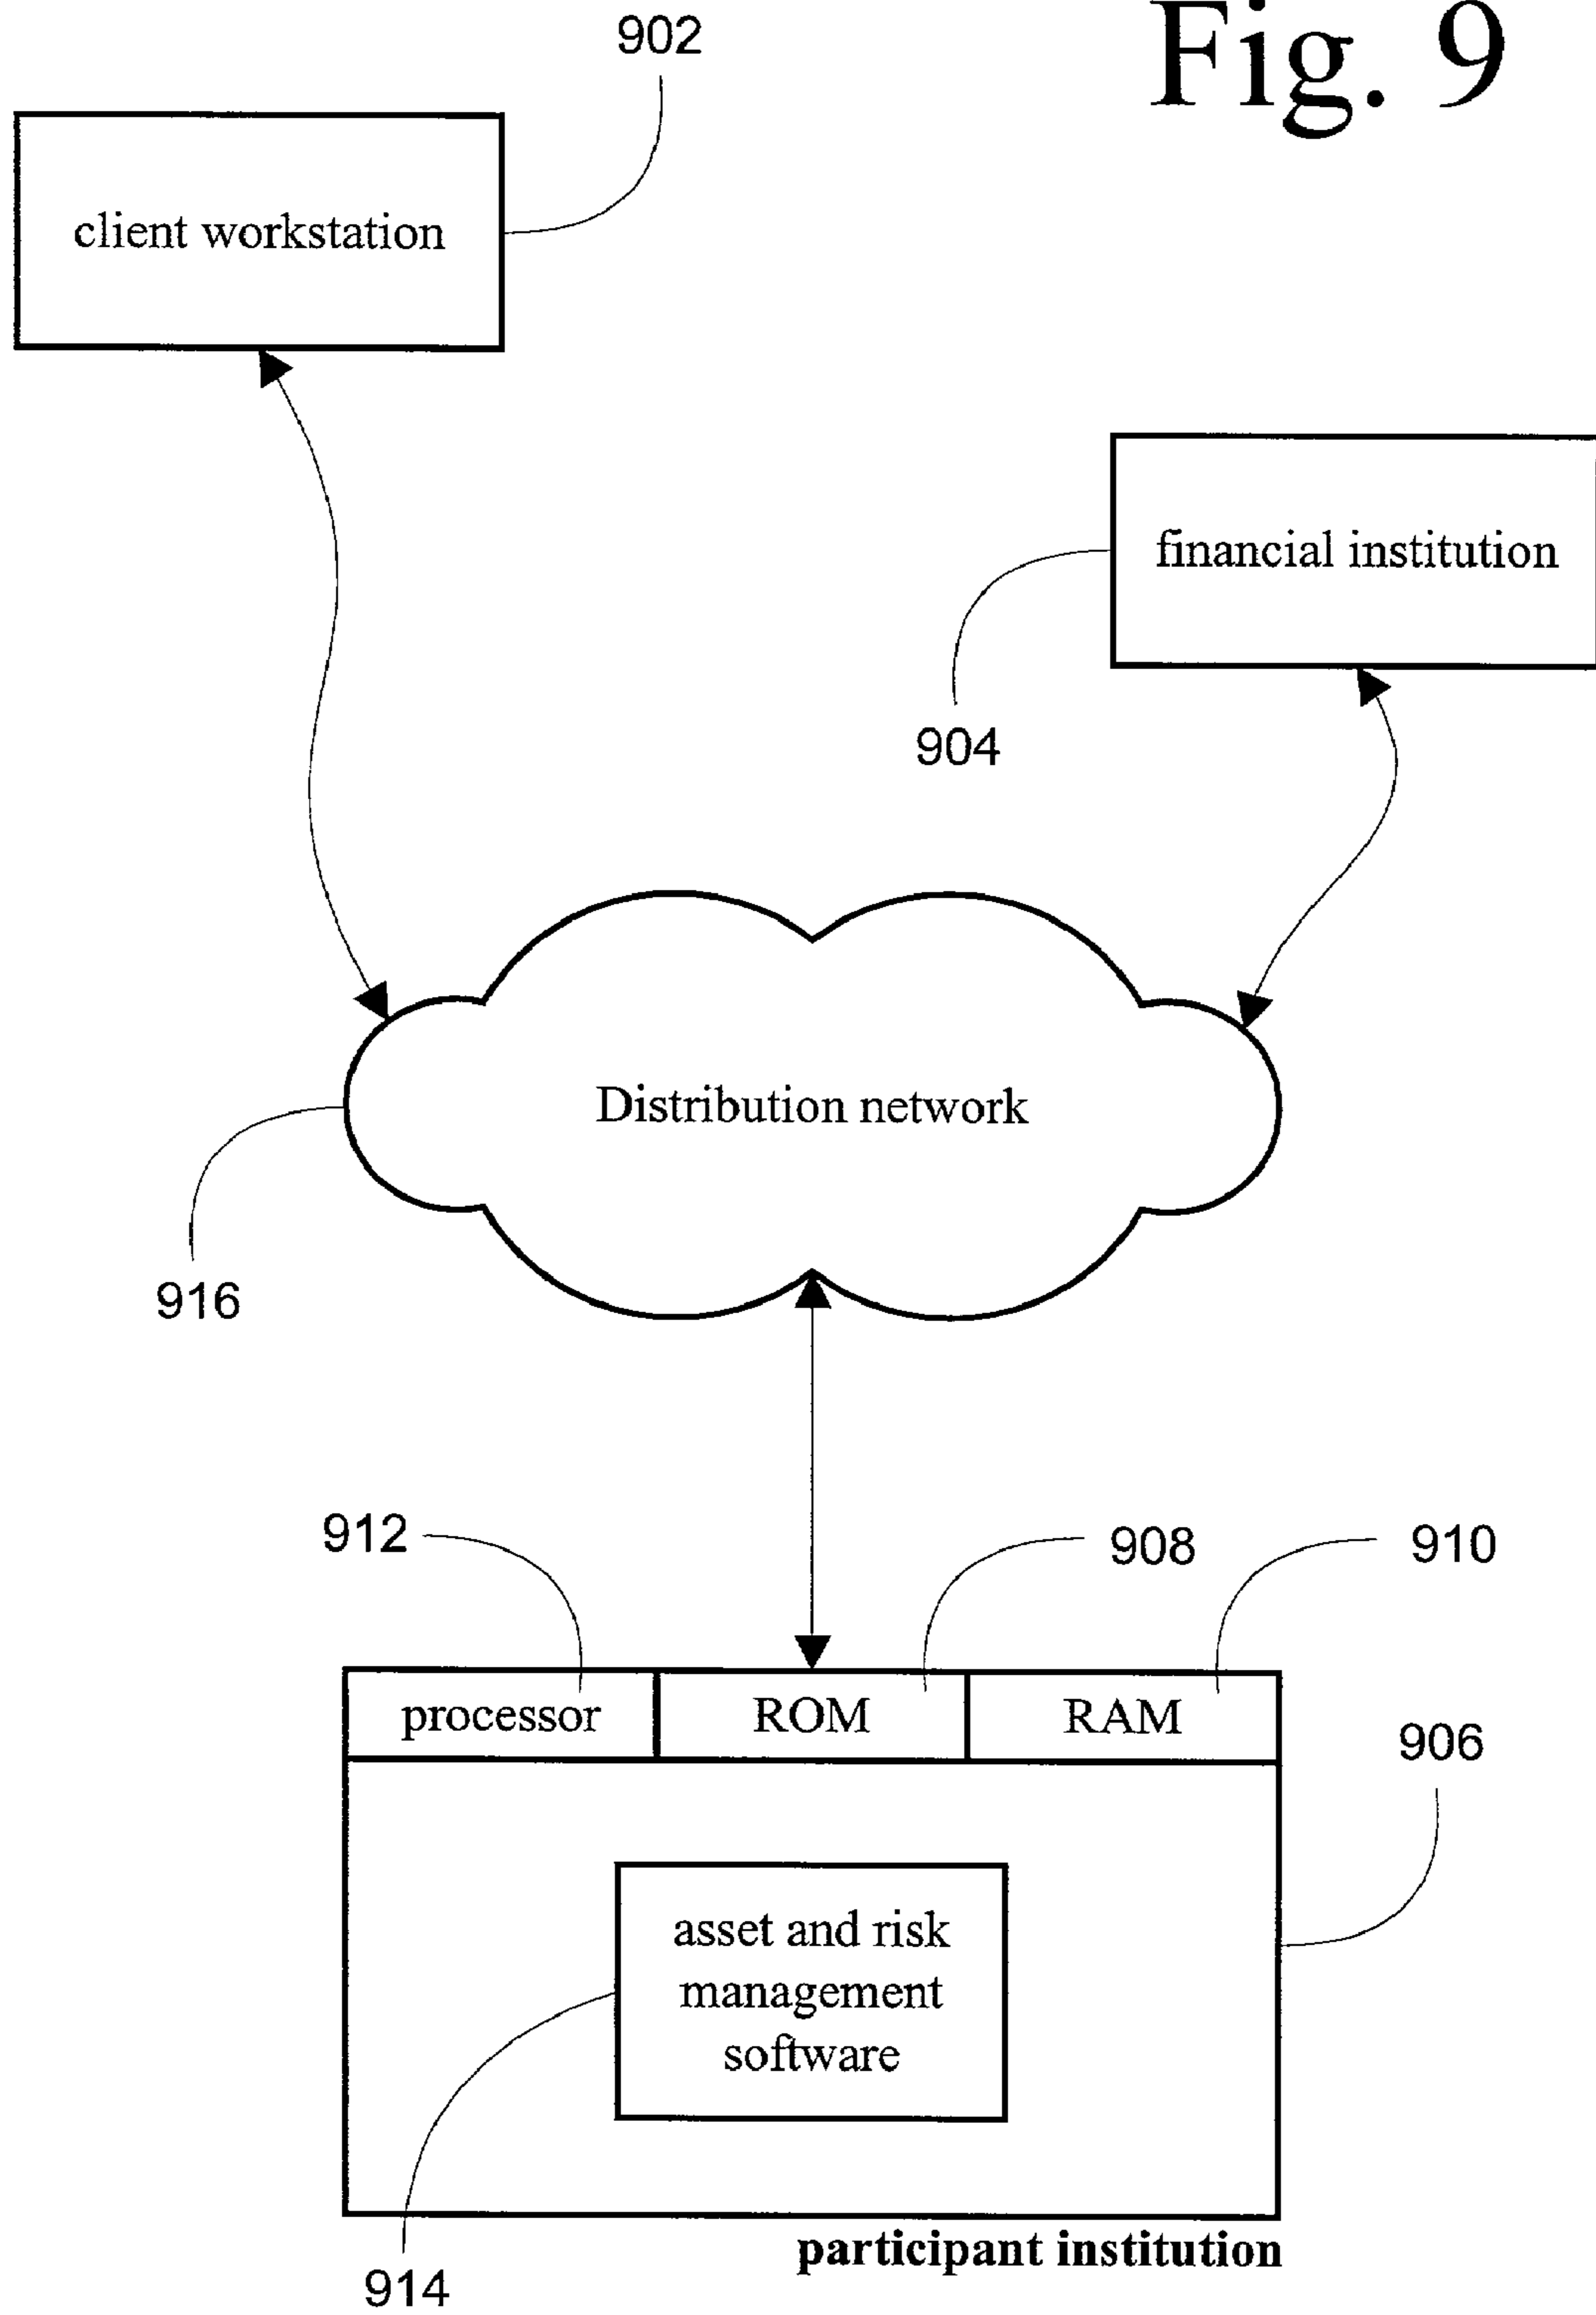 Fig. 9
902
client workstation
financial institution
904
Distribution network
916
912
908
910
processor
ROM
RAM
906
asset and risk
management
software
participant institution
914